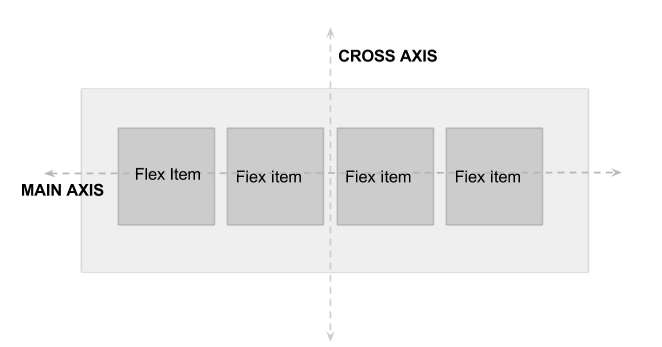 CROSS AXIS
Flex Item
Fiex item
Fiex item
Fiex item
MAIN AXIS